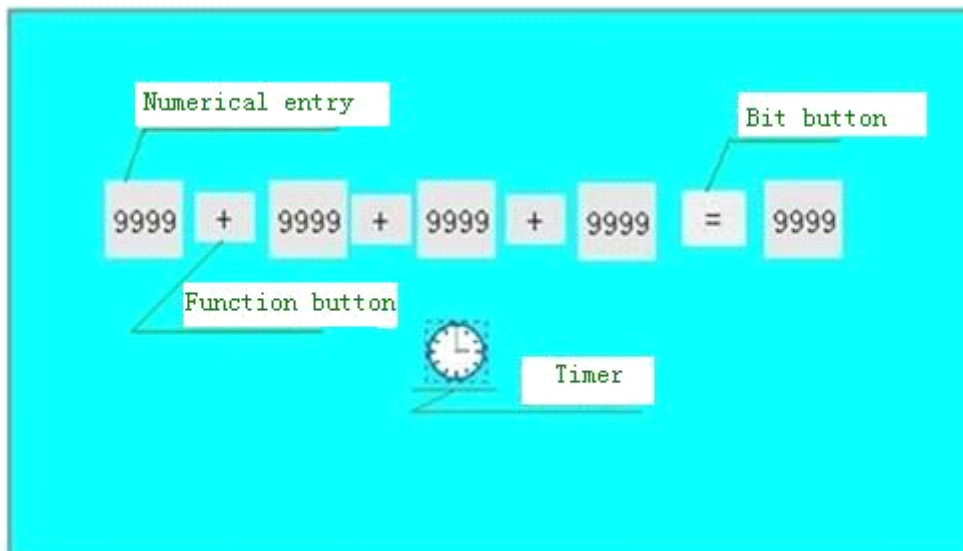 Numerical entry
Bit button
9999 + 9999 + 9999 + 9999 = 9999
Function button
Timer